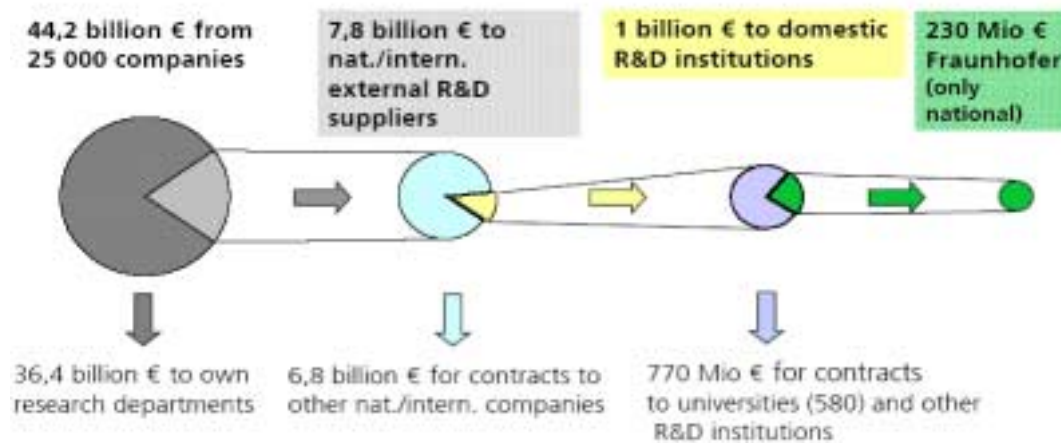 44,2 billion € from
25 000 companies
7,8 billion € to
nat./intern.
external R&D
suppliers
1 billion € to domestic
R&D institutions
230 Mio €
Fraunhofer
(only
national)
36,4 billion € to own
research departments
6,8 billion € for contracts to
other nat./intern. companies
770 Mio € for contracts
to universities (580) and other
R&D institutions